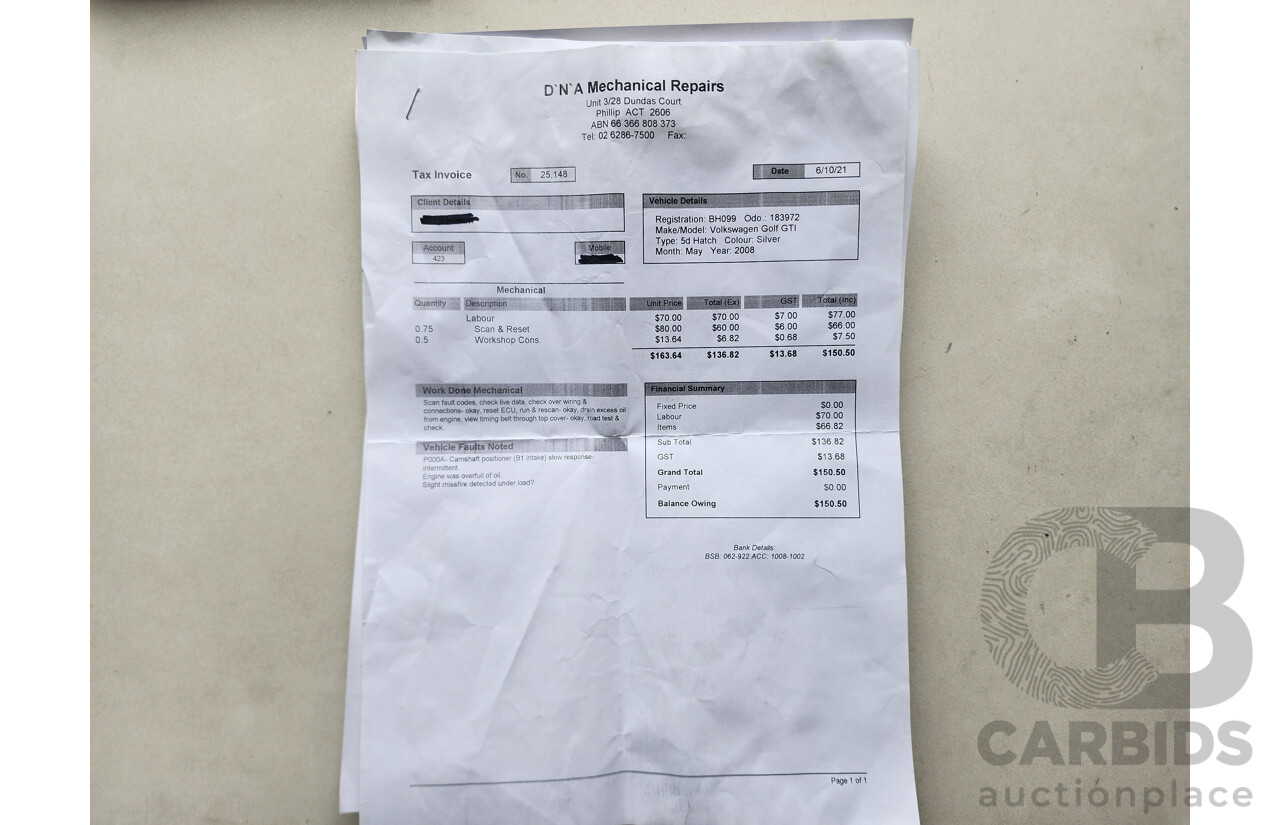 D`N`A Mechanical Repairs
Unit 3/28 Dundas Court
Phillip ACT 2606
ABN 66 366 808 373
Tel: 02 6286-7500 Fax:
Tax Invoice No. 25,148 Date 6/10/21
Client Details
Account
423
Mobile
Vehicle Details
Registration: BH099 Odo.: 183972
Make/Model: Volkswagen Golf GTI
Type: 5d Hatch Colour: Silver
Month: May Year: 2008
Mechanical
Quantity Description Unit Price Total (Ex) GST Total (Inc)
Labour $70.00 $70.00 $7.00 $77.00
0.75 Scan & Reset $80.00 $60.00 $6.00 $66.00
0.5 Workshop Cons. $13.64 $6.82 $0.68 $7.50
$163.64 $136.82 $13.68 $150.50
Work Done Mechanical
Scan fault codes, check live data, check over wiring &
connections- okay, reset ECU, run & rescan- okay, drain excess oil
from engine, view timing belt through top cover- okay, road test &
check.
Vehicle Faults Noted
P000A- Camshaft positioner (B1 intake) slow response-
intermittent.
Engine was overfull of oil.
Slight misafire detected under load?
Financial Summary
Fixed Price $0.00
Labour $70.00
Items $66.82
Sub Total $136.82
GST $13.68
Grand Total $150.50
Payment $0.00
Balance Owing $150.50
Bank Details:
BSB: 062-922 ACC: 1008-1002
Page 1 of 1
CB
CARBIDS
auctionplace